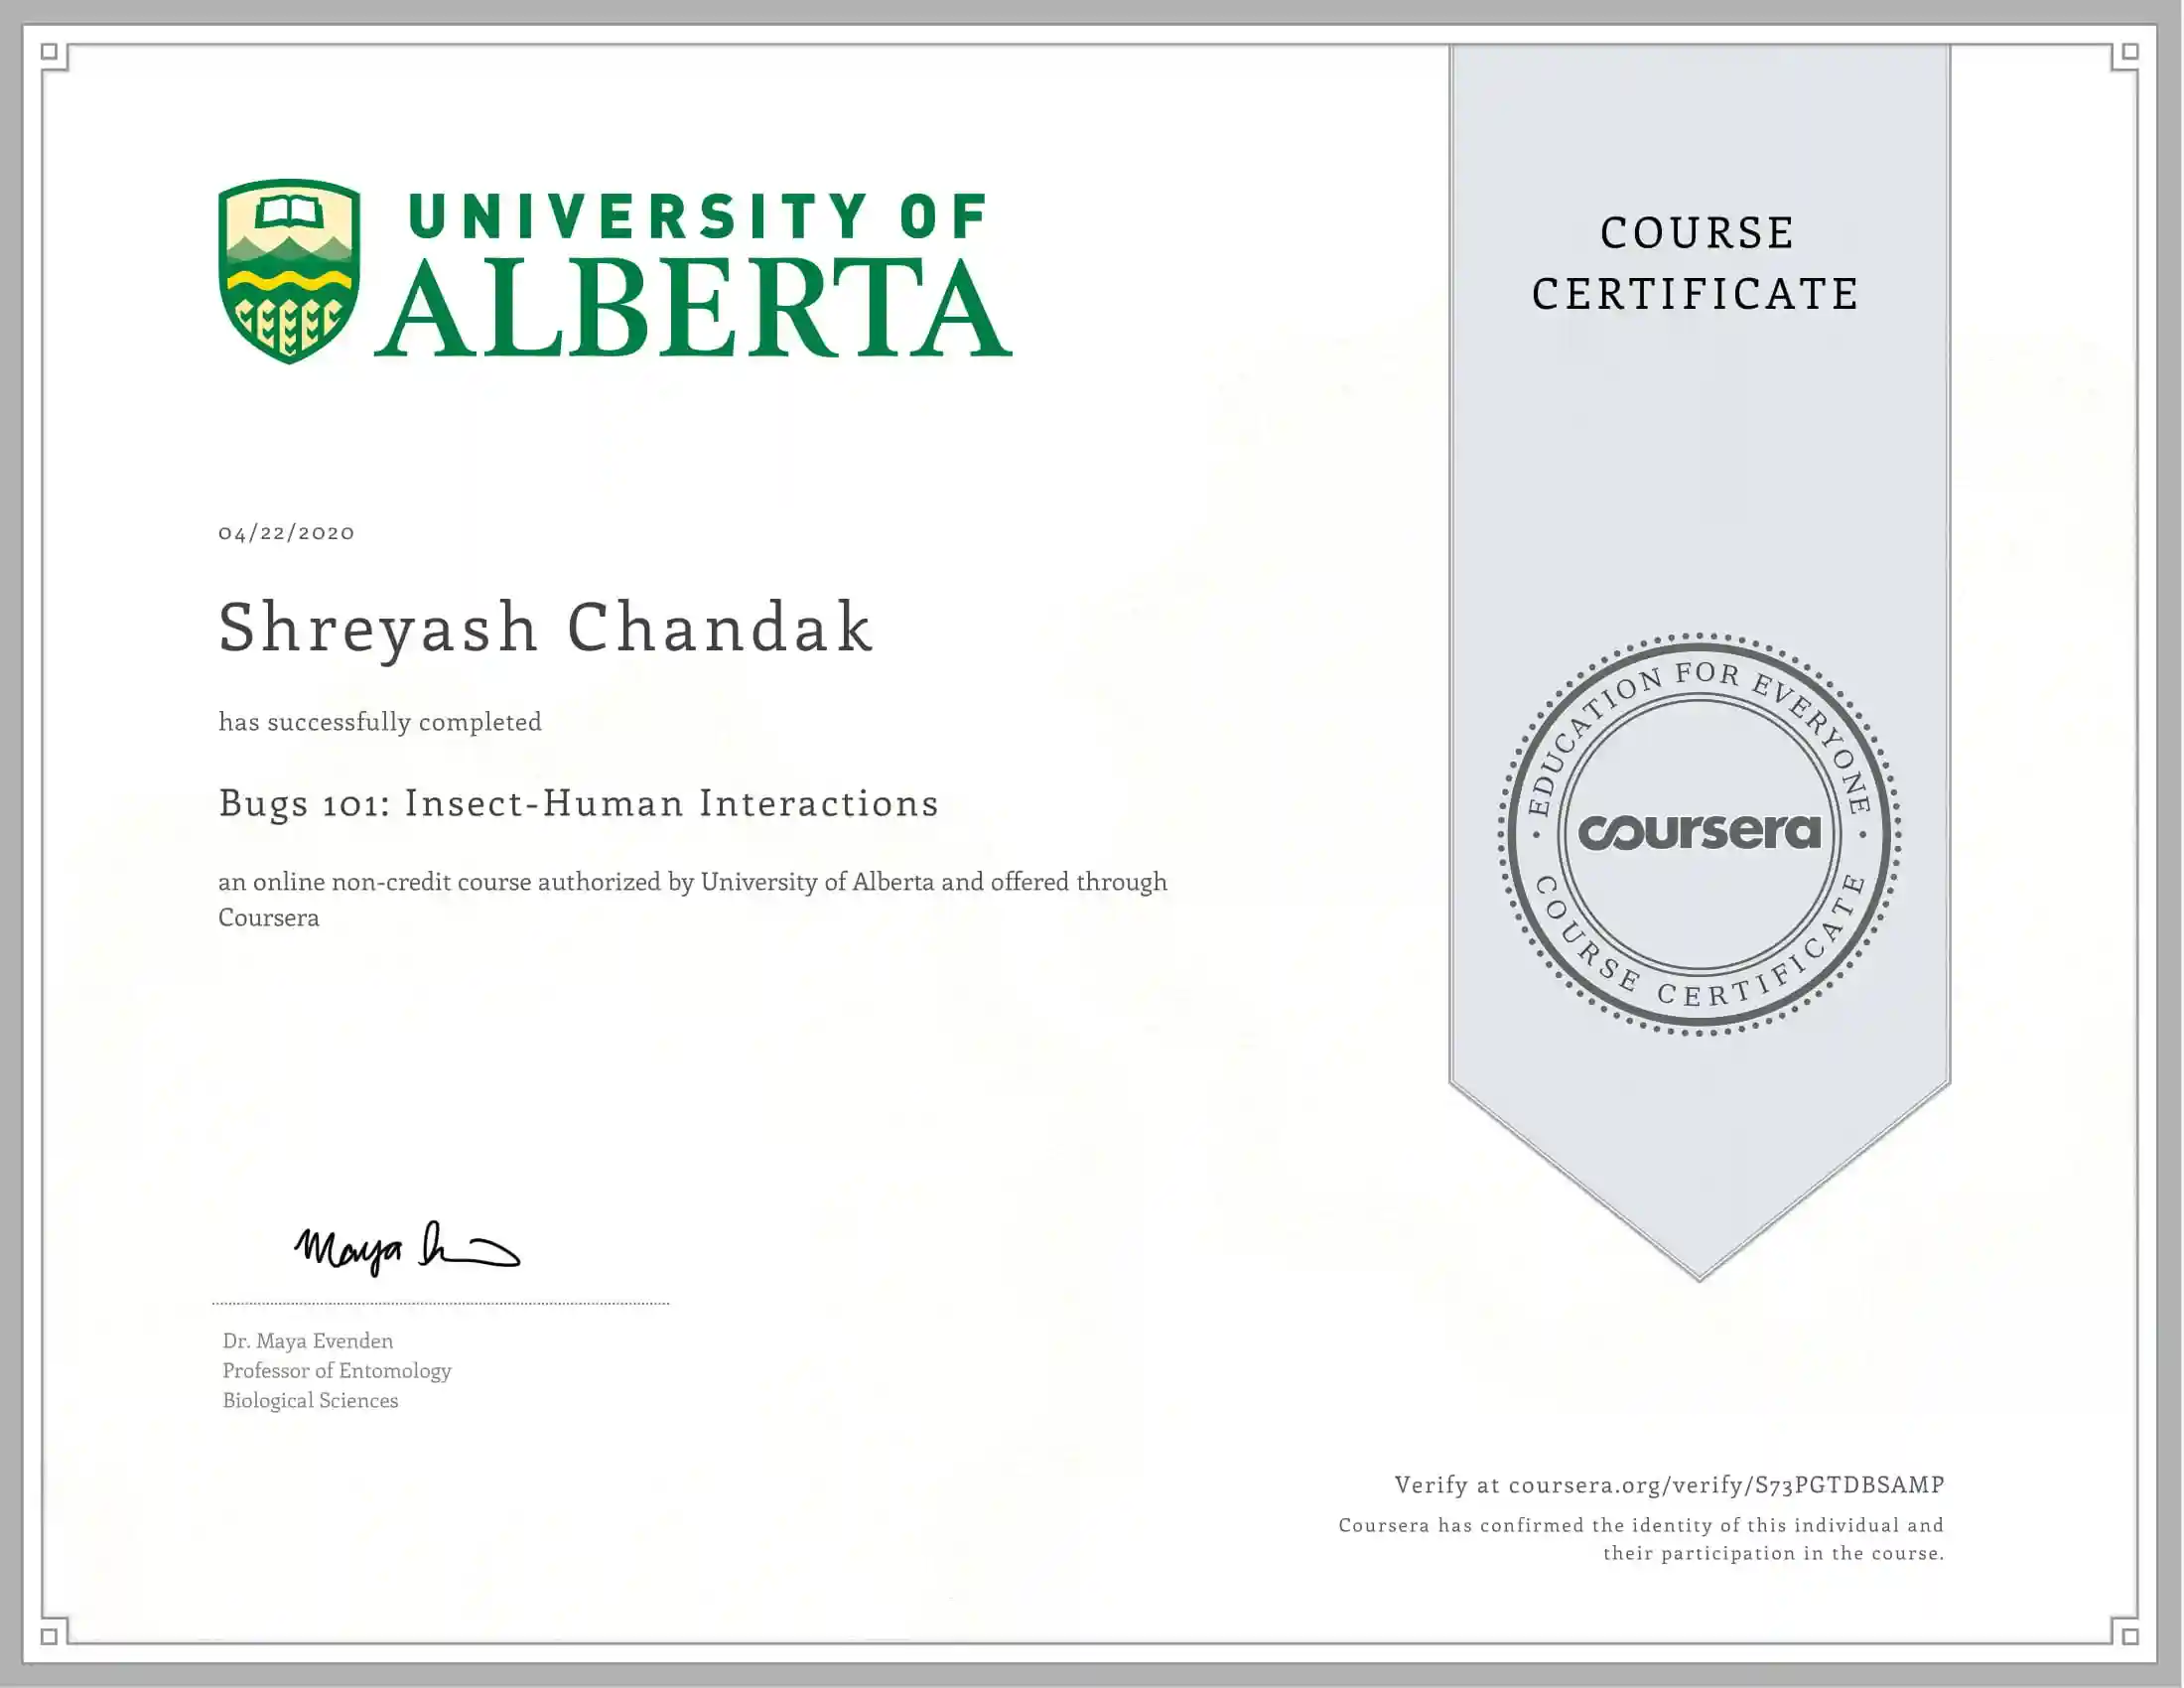 UNIVERSITY OF
ALBERTA
COURSE
CERTIFICATE
04/22/2020
Shreyash Chandak
has successfully completed
Bugs 101: Insect-Human Interactions
an online non-credit course authorized by University of Alberta and offered through
Coursera
EDUCATION FOR EVERYONE
coursera
COURSE CERTIFICATE
Maya
Dr. Maya Evenden
Professor of Entomology
Biological Sciences
Verify at coursera.org/verify/S73PGTDBSAMP
Coursera has confirmed the identity of this individual and
their participation in the course.